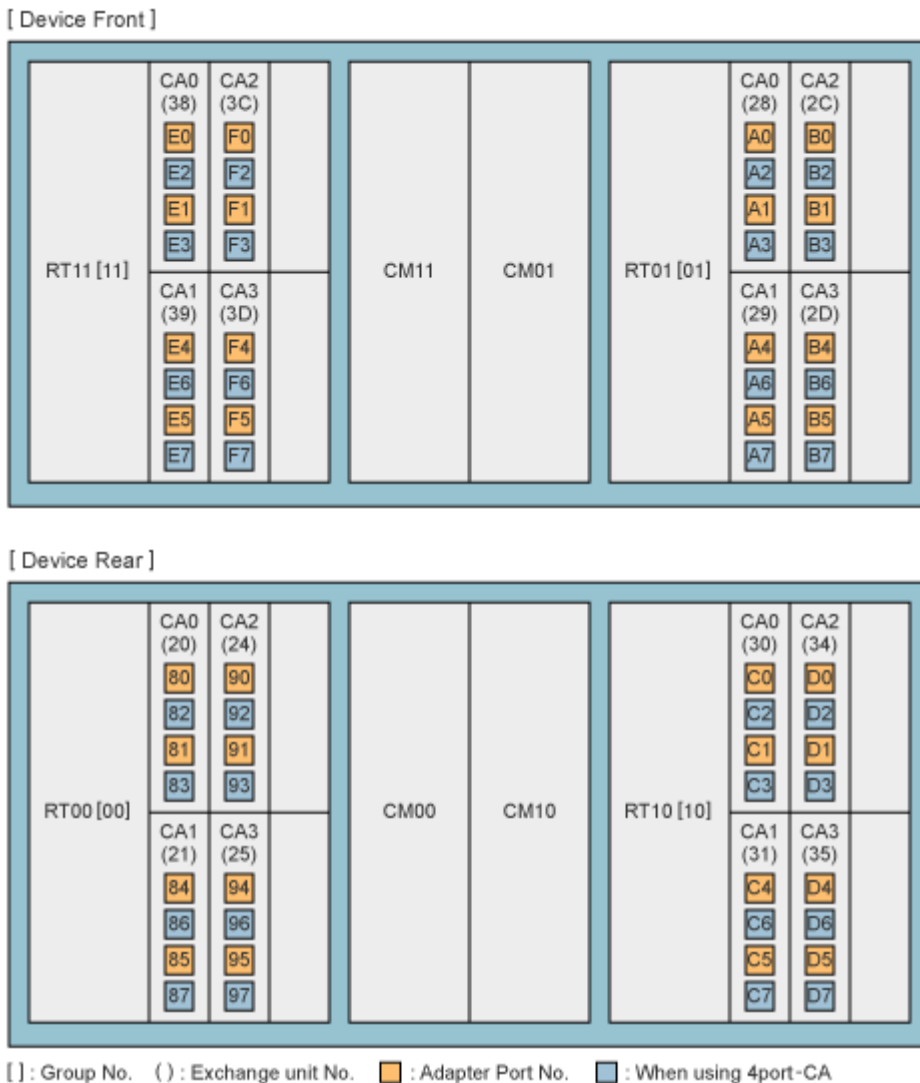 [ Device Front ]
CA0 CA2 CA0 CA2
(38) (3C) (28) (2C)
E0 F0 A0 B0
E2 F2 A2 B2
E1 F1 A1 B1
E3 F3 A3 B3
RT11 [11] CM11 CM01 RT01 [01]
CA1 CA3 CA1 CA3
(39) (3D) (29) (2D)
E4 F4 A4 B4
E6 F6 A6 B6
E5 F5 A5 B5
E7 F7 A7 B7
[ Device Rear ]
CA0 CA2 CA0 CA2
(20) (24) (30) (34)
80 90 C0 D0
82 92 C2 D2
81 91 C1 D1
83 93 C3 D3
RT00 [00] CM00 CM10 RT10 [10]
CA1 CA3 CA1 CA3
(21) (25) (31) (35)
84 94 C4 D4
86 96 C6 D6
85 95 C5 D5
87 97 C7 D7
[ ] : Group No. ( ) : Exchange unit No. : Adapter Port No. : When using 4port-CA